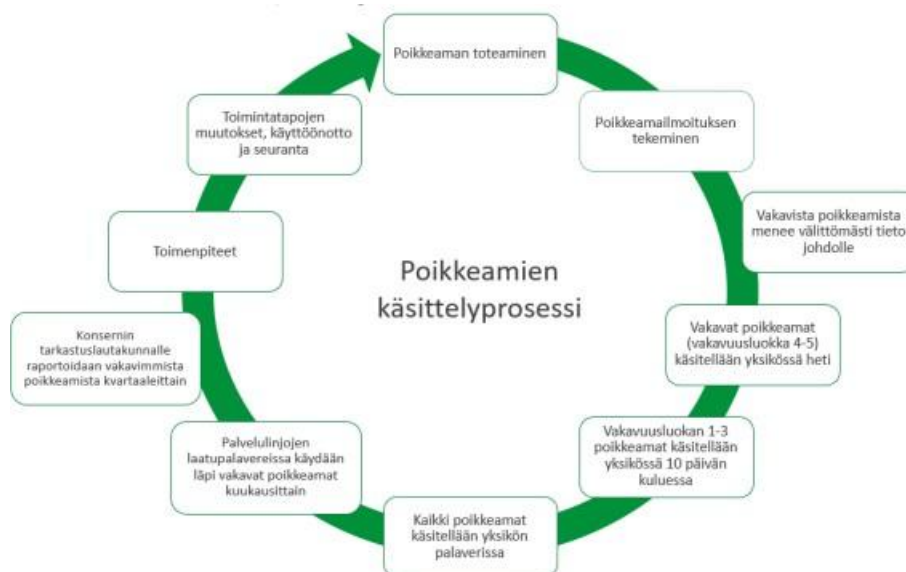 Poikkeaman toteaminen
Poikkeamailmoituksen
tekeminen
Vakavista poikkeamista
menee välittömästi tieto
johdolle
Vakavat poikkeamat
(vakavuusluokka 4-5)
käsitellään yksikössä heti
Vakavuusluokan 1-3
poikkeamat käsitellään
yksikössä 10 päivän
kuluessa
Kaikki poikkeamat
käsitellään yksikön
palaverissa
Palvelulinjojen
laatupalavereissa käydään
läpi vakavat poikkeamat
kuukausittain
Konsernin
tarkastuslautakunnalle
raportoidaan vakavimmista
poikkeamista kvartaaleittain
Toimenpiteet
Toimintatapojen
muutokset, käyttöönotto
ja seuranta
Poikkeamien
käsittelyprosessi